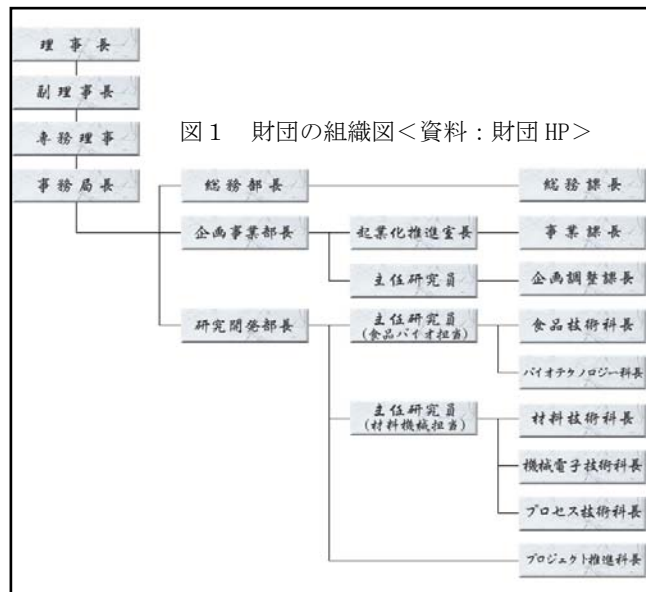 理事長
副理事長
専務理事
図１　財団の組織図＜資料：財団 HP＞
事務局長
総務部長
総務課長
企画事業部長
起業化推進室長
事業課長
主任研究員
企画調整課長
研究開発部長
主任研究員
(食品バイオ担当)
食品技術科長
バイオテクノロジー科長
主任研究員
(材料機械担当)
材料技術科長
機械電子技術科長
プロセス技術科長
プロジェクト推進科長